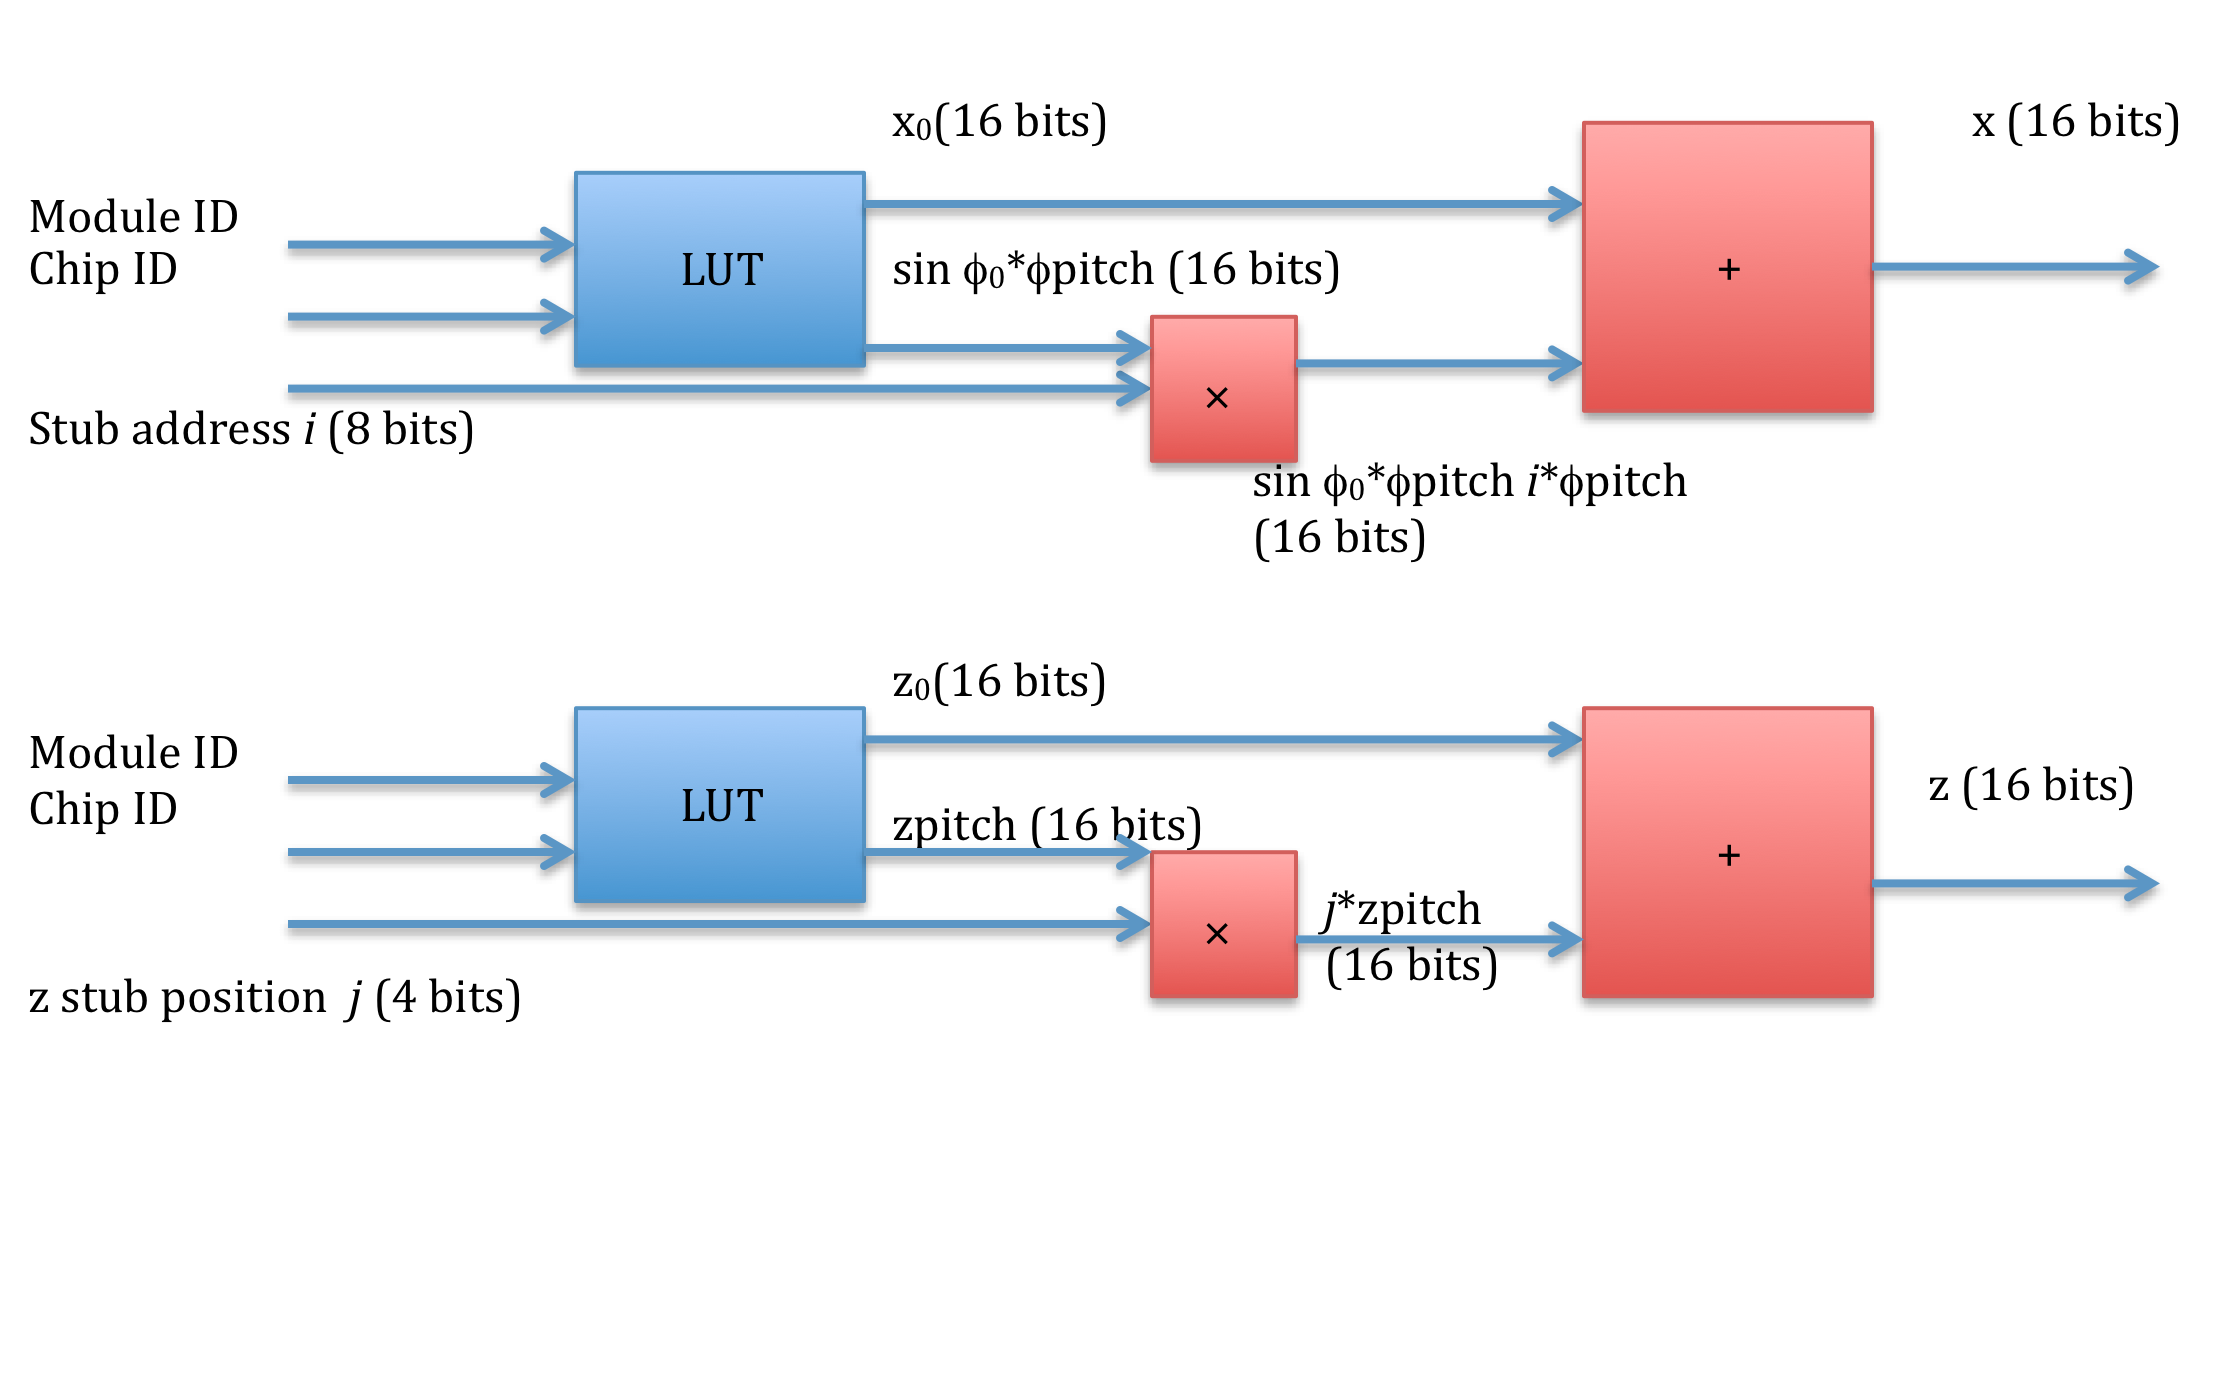 x₀(16 bits)
x (16 bits)
Module ID
Chip ID
LUT
sin ϕ₀*ϕpitch (16 bits)
+
×
Stub address i (8 bits)
sin ϕ₀*ϕpitch i*ϕpitch
(16 bits)
z₀(16 bits)
Module ID
Chip ID
LUT
zpitch (16 bits)
z (16 bits)
+
×
j*zpitch
(16 bits)
z stub position j (4 bits)